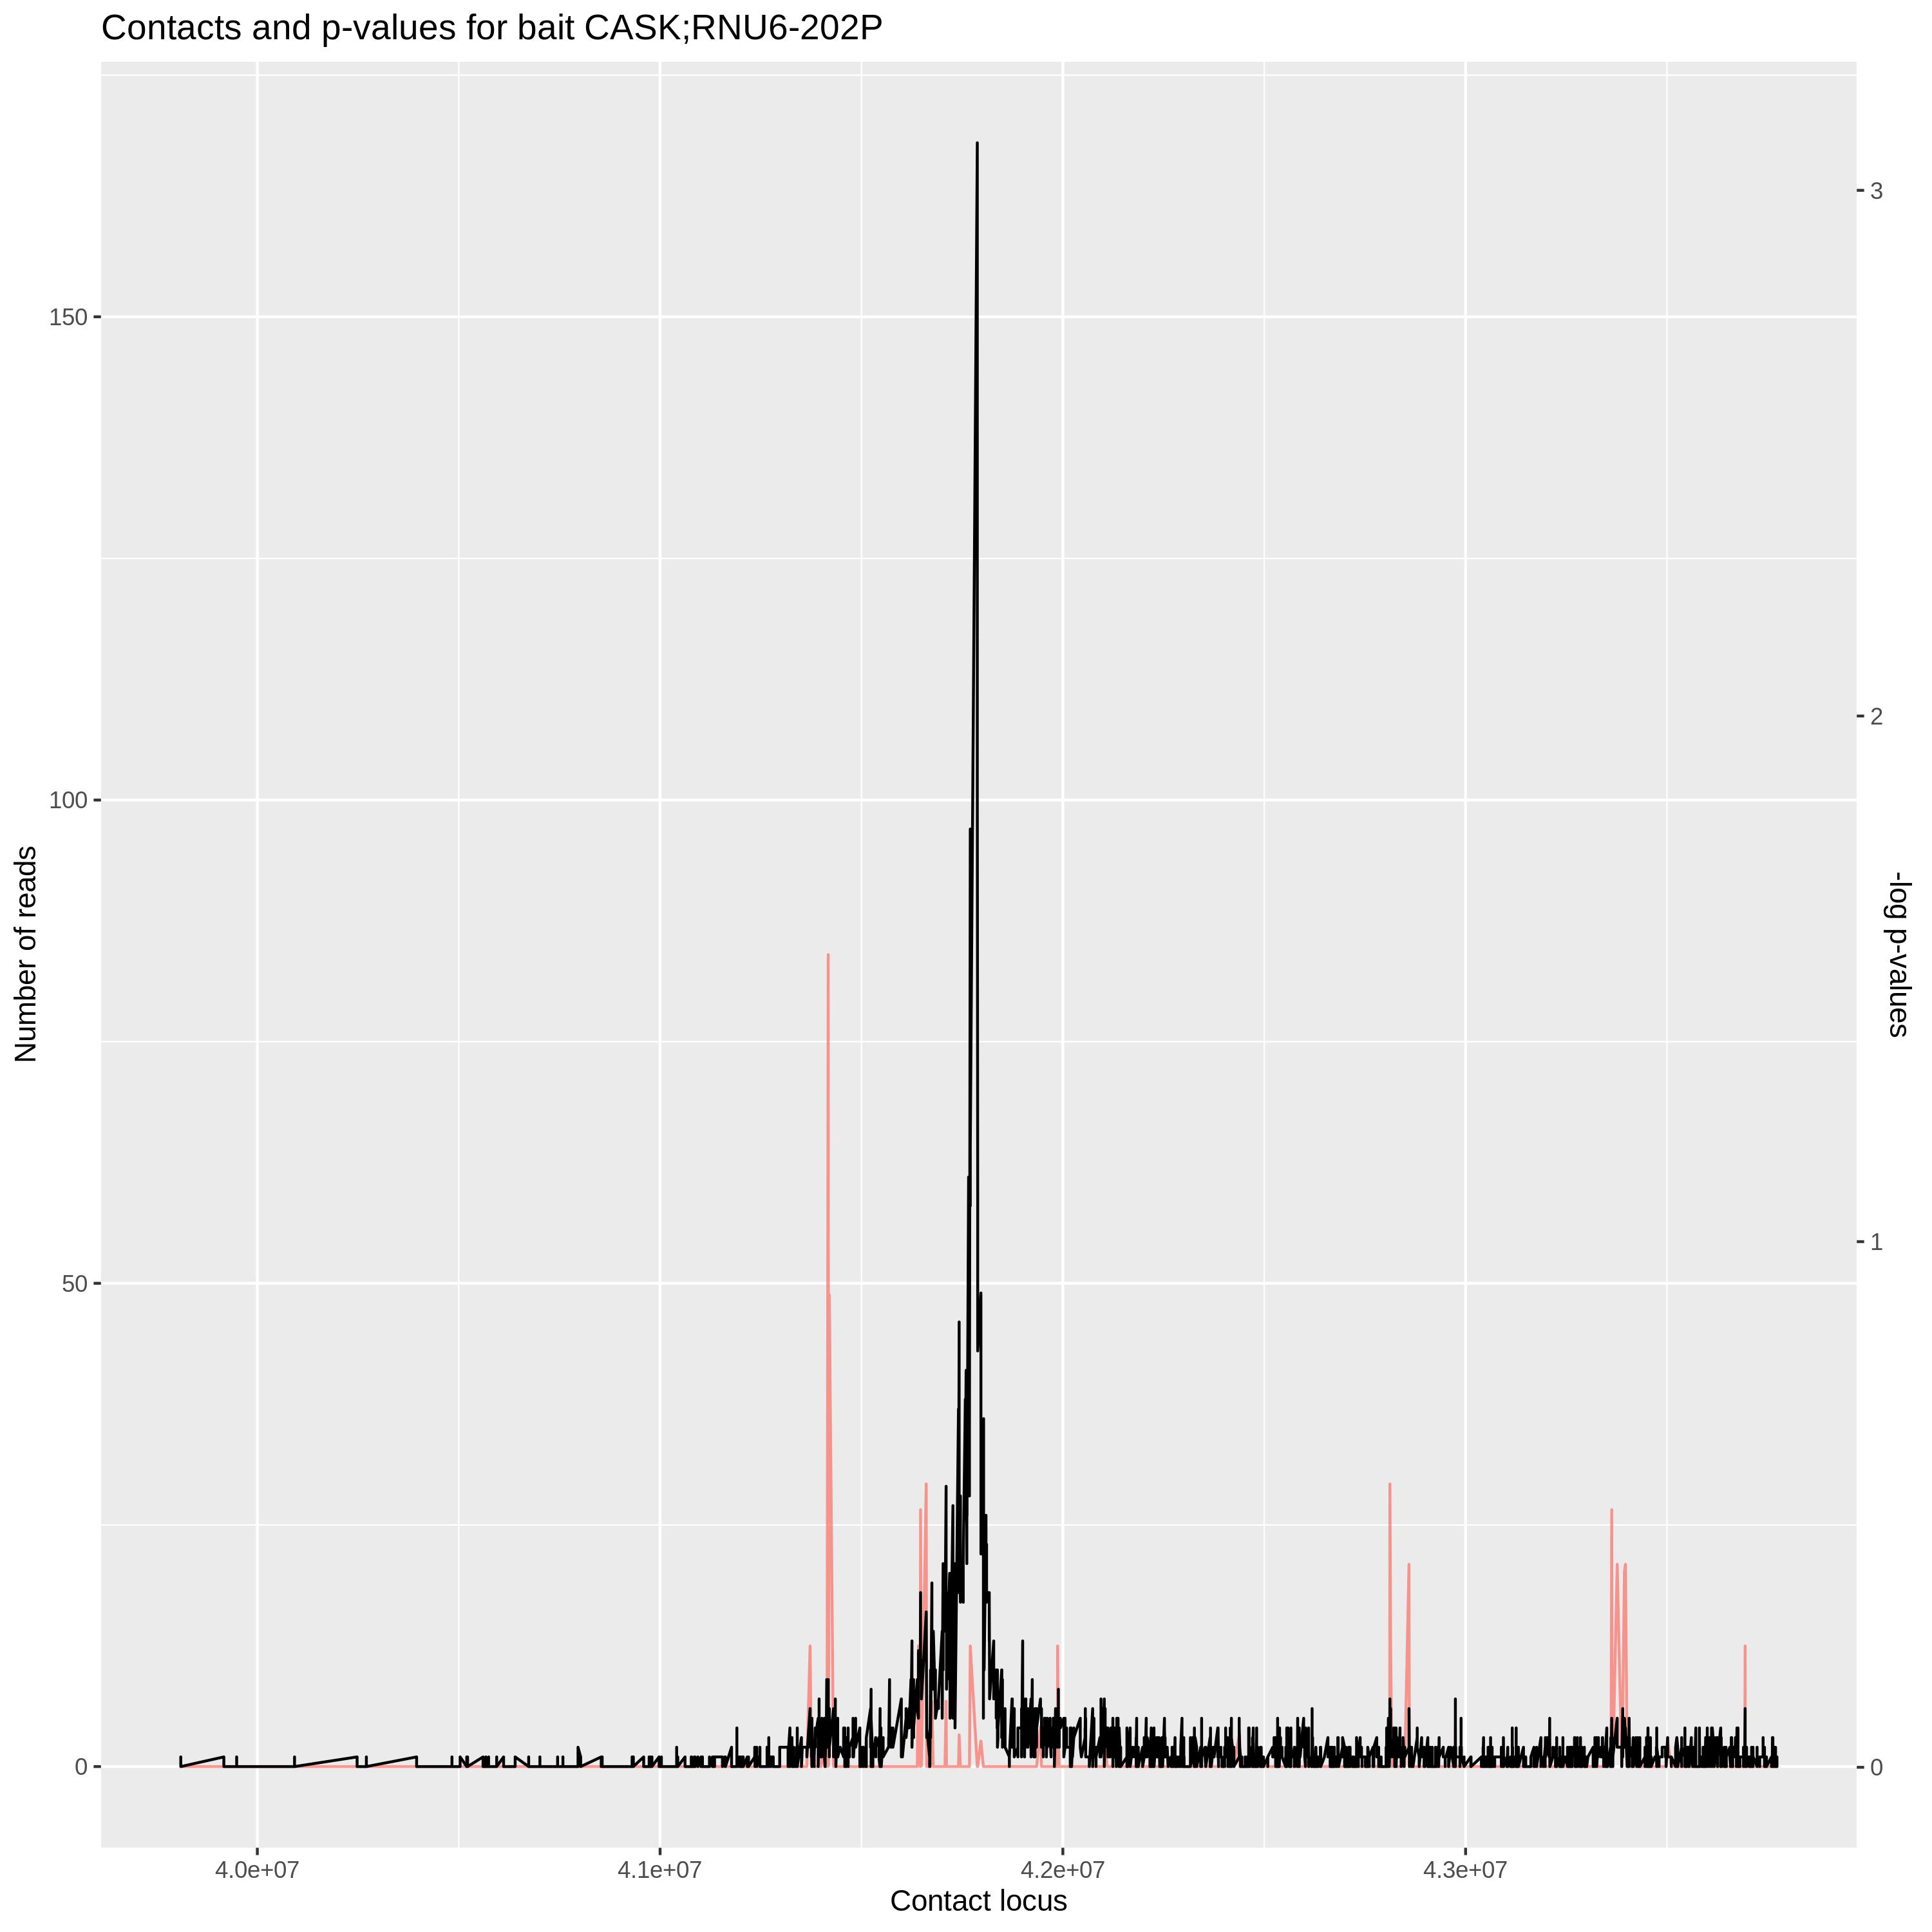 Contacts and p-values for bait CASK;RNU6-202P
150
100
50
0
Number of reads
3
2
1
0
-log p-values
4.0e+07
4.1e+07
4.2e+07
4.3e+07
Contact locus